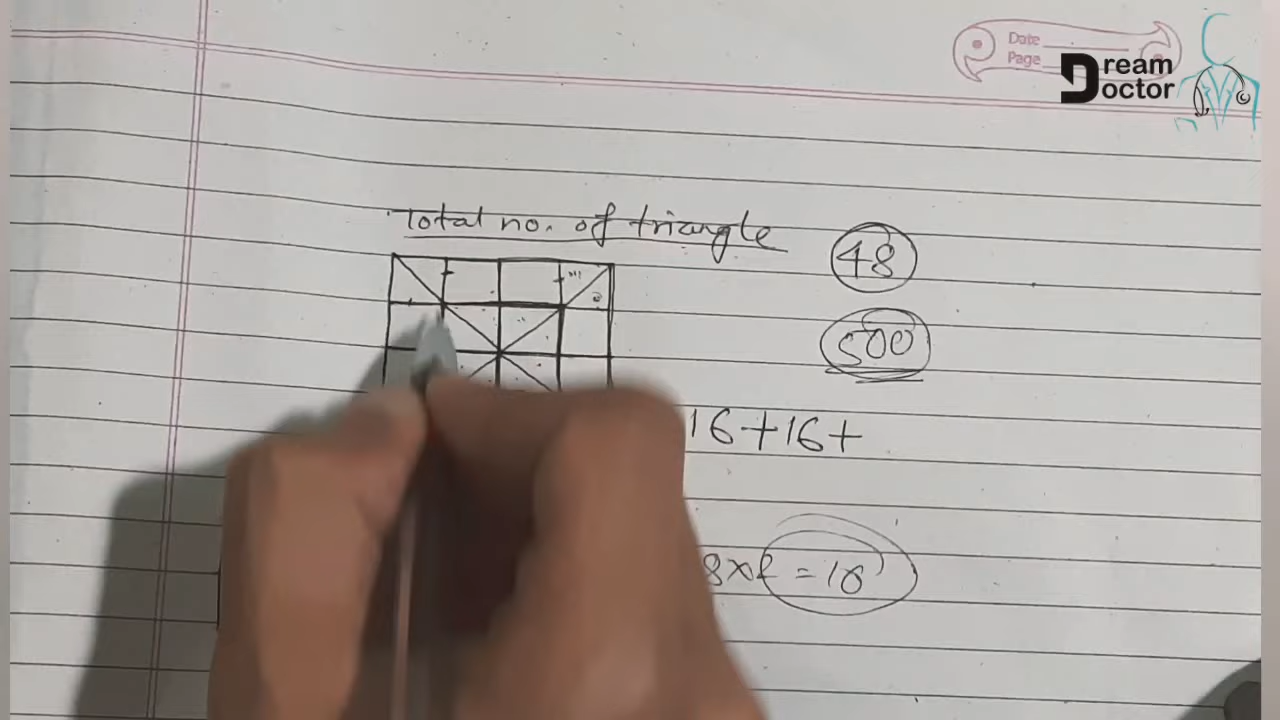 Date
Page
Dream
Doctor
Total no. of triangle
48
500
16+16+
8x2 = 16